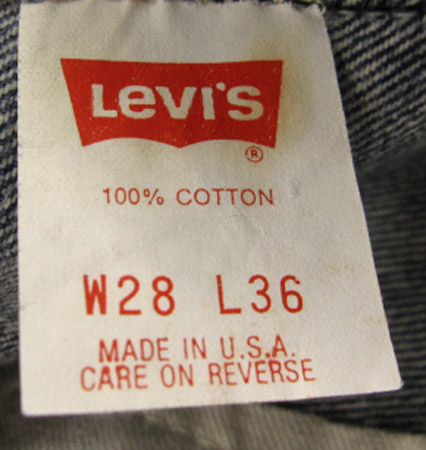 Levi's
®
100% COTTON
W28 L36
MADE IN U.S.A.
CARE ON REVERSE